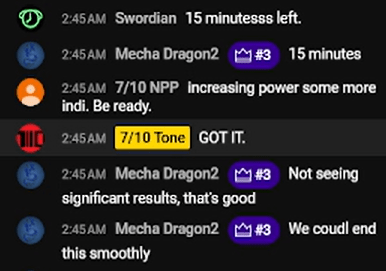 2:45 AM Swordian 15 minutesss left.
2:45 AM Mecha Dragon2 #3 15 minutes
2:45 AM 7/10 NPP increasing power some more
indi. Be ready.
2:45 AM 7/10 Tone GOT IT.
2:45 AM Mecha Dragon2 #3 Not seeing
significant results, that's good
2:45 AM Mecha Dragon2 #3 We coudl end
this smoothly